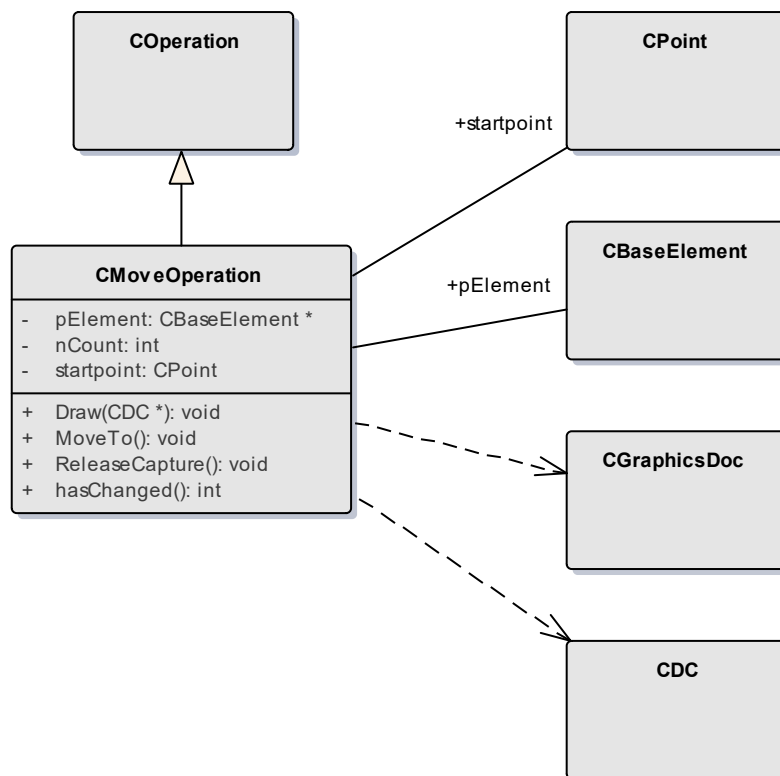 COperation
CPoint
+startpoint
CMoveOperation
- pElement: CBaseElement *
- nCount: int
- startpoint: CPoint
+ Draw(CDC *): void
+ MoveTo(): void
+ ReleaseCapture(): void
+ hasChanged(): int
+pElement
CBaseElement
CGraphicsDoc
CDC